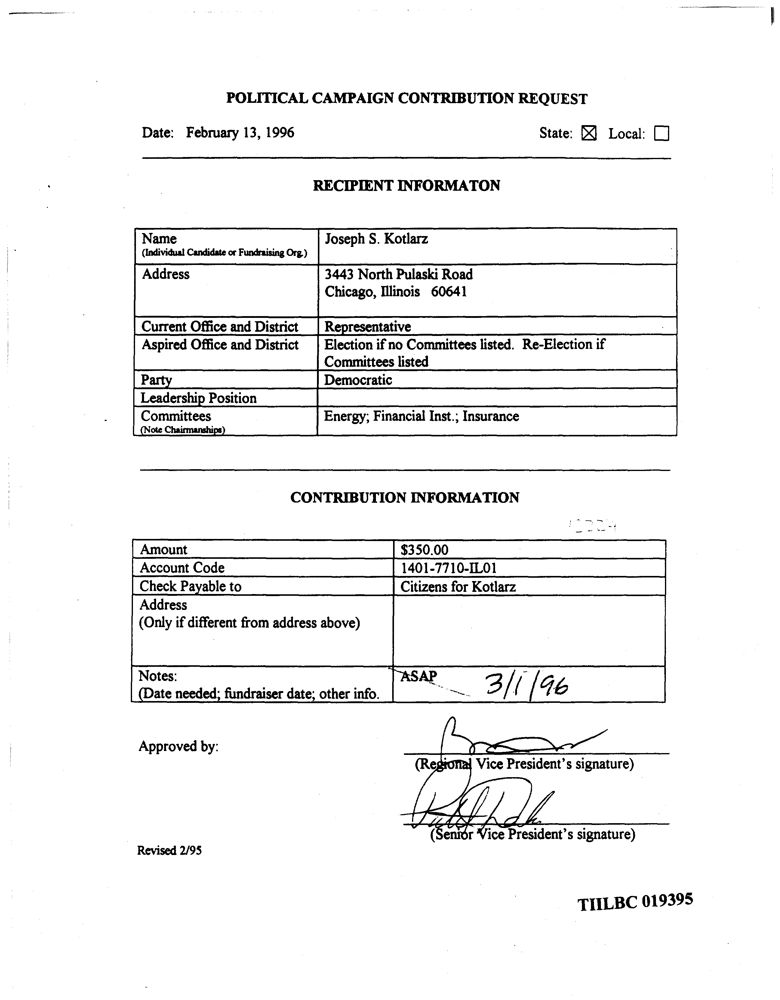 POLITICAL CAMPAIGN CONTRIBUTION REQUEST
Date: February 13, 1996 State: ☒ Local: ☐
RECIPIENT INFORMATON
Name Joseph S. Kotlarz
(Individual Candidate or Fundraising Org.)
Address 3443 North Pulaski Road
Chicago, Illinois 60641
Current Office and District Representative
Aspired Office and District Election if no Committees listed. Re-Election if
Committees listed
Party Democratic
Leadership Position
Committees Energy; Financial Inst.; Insurance
(Note Chairmanships)
CONTRIBUTION INFORMATION
Amount $350.00
Account Code 1401-7710-IL01
Check Payable to Citizens for Kotlarz
Address
(Only if different from address above)
Notes: ASAP 3/1/96
(Date needed; fundraiser date; other info.
Approved by:
(Regional Vice President's signature)
(Senior Vice President's signature)
Revised 2/95
TIILBC 019395